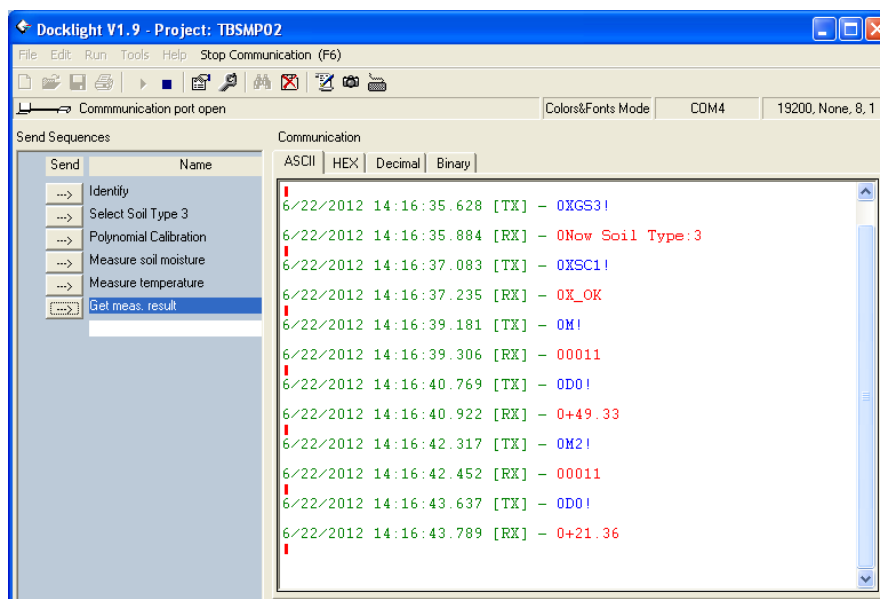 Docklight V1.9 - Project: TBSMP02
File Edit Run Tools Help Stop Communication (F6)
Commmunication port open Colors&Fonts Mode COM4 19200, None, 8, 1
Send Sequences
Send Name
---> Identify
---> Select Soil Type 3
---> Polynomial Calibration
---> Measure soil moisture
---> Measure temperature
---> Get meas. result
Communication
ASCII HEX Decimal Binary
6/22/2012 14:16:35.628 [TX] - 0XGS3!
6/22/2012 14:16:35.884 [RX] - 0Now Soil Type:3
6/22/2012 14:16:37.083 [TX] - 0XSC1!
6/22/2012 14:16:37.235 [RX] - 0X_OK
6/22/2012 14:16:39.181 [TX] - 0M!
6/22/2012 14:16:39.306 [RX] - 00011
6/22/2012 14:16:40.769 [TX] - 0D0!
6/22/2012 14:16:40.922 [RX] - 0+49.33
6/22/2012 14:16:42.317 [TX] - 0M2!
6/22/2012 14:16:42.452 [RX] - 00011
6/22/2012 14:16:43.637 [TX] - 0D0!
6/22/2012 14:16:43.789 [RX] - 0+21.36